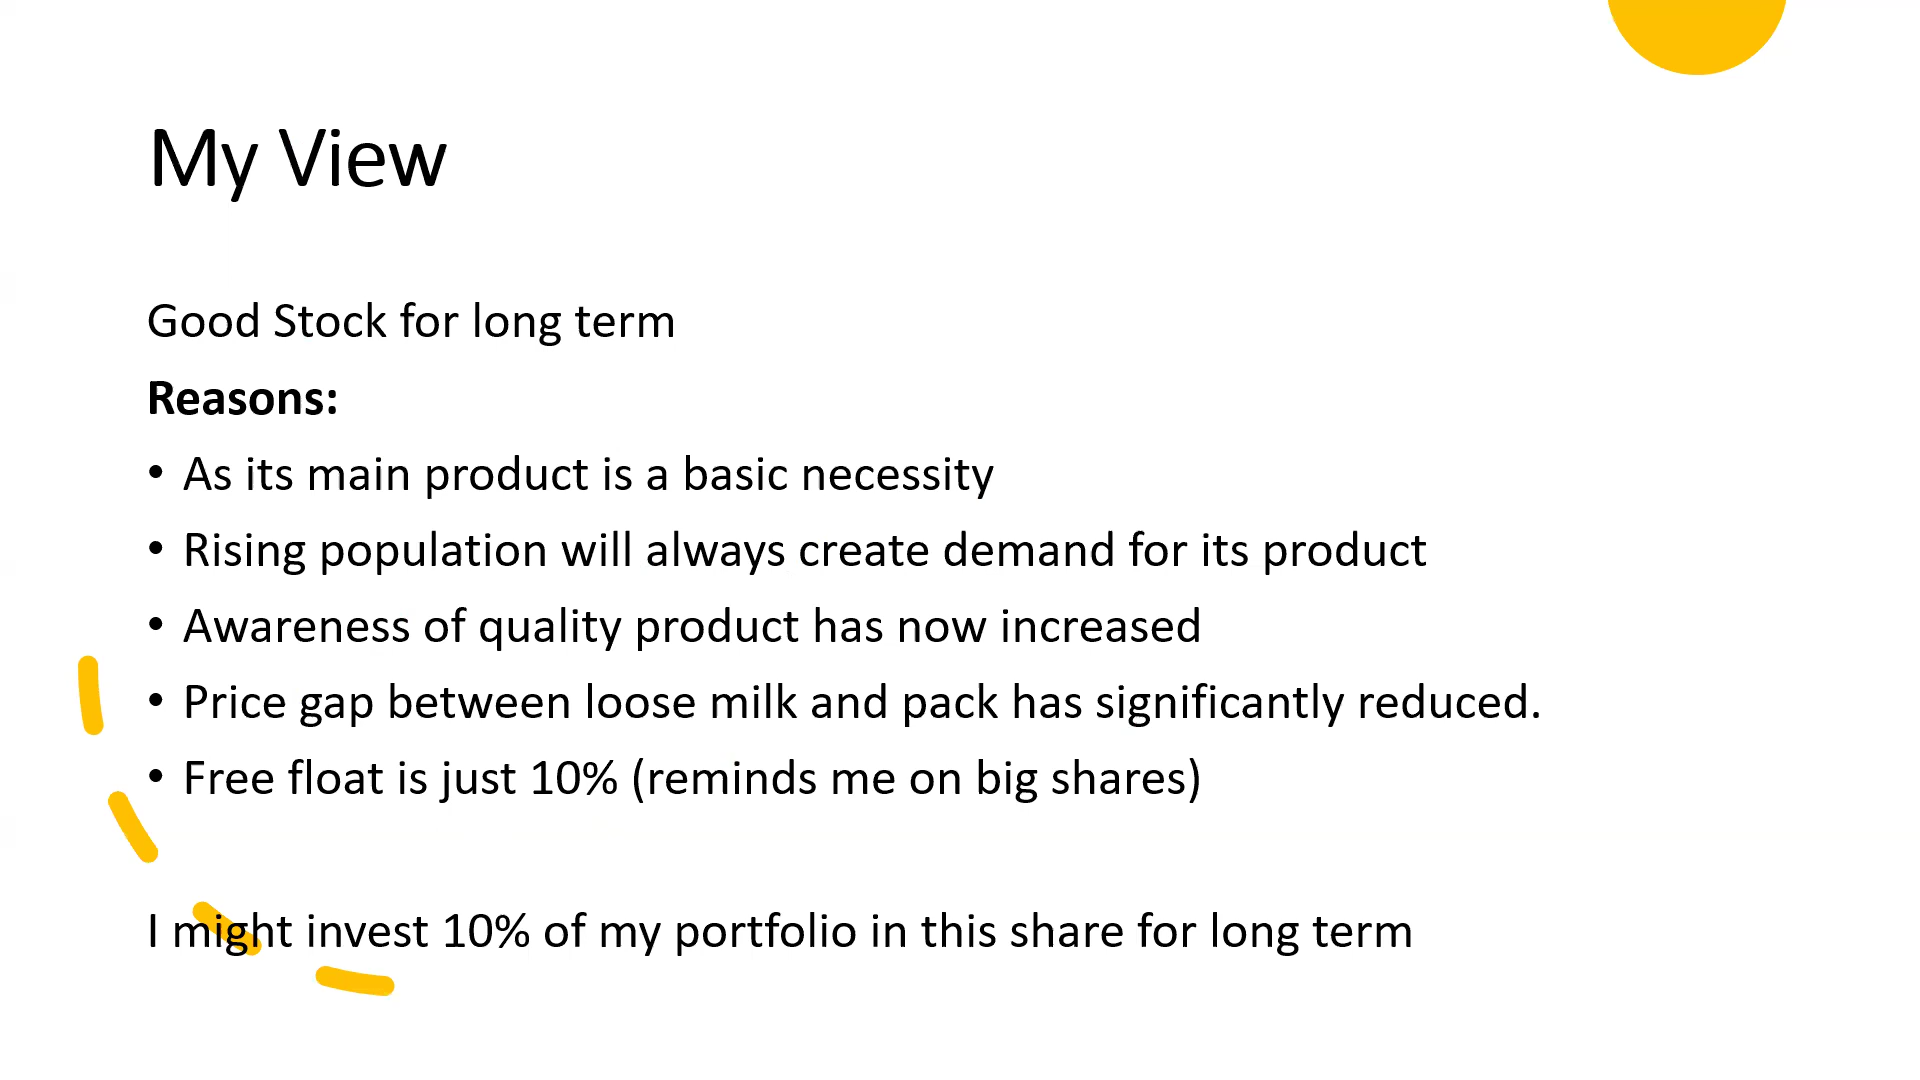 My View
Good Stock for long term
Reasons:
• As its main product is a basic necessity
• Rising population will always create demand for its product
• Awareness of quality product has now increased
• Price gap between loose milk and pack has significantly reduced.
• Free float is just 10% (reminds me on big shares)
I might invest 10% of my portfolio in this share for long term